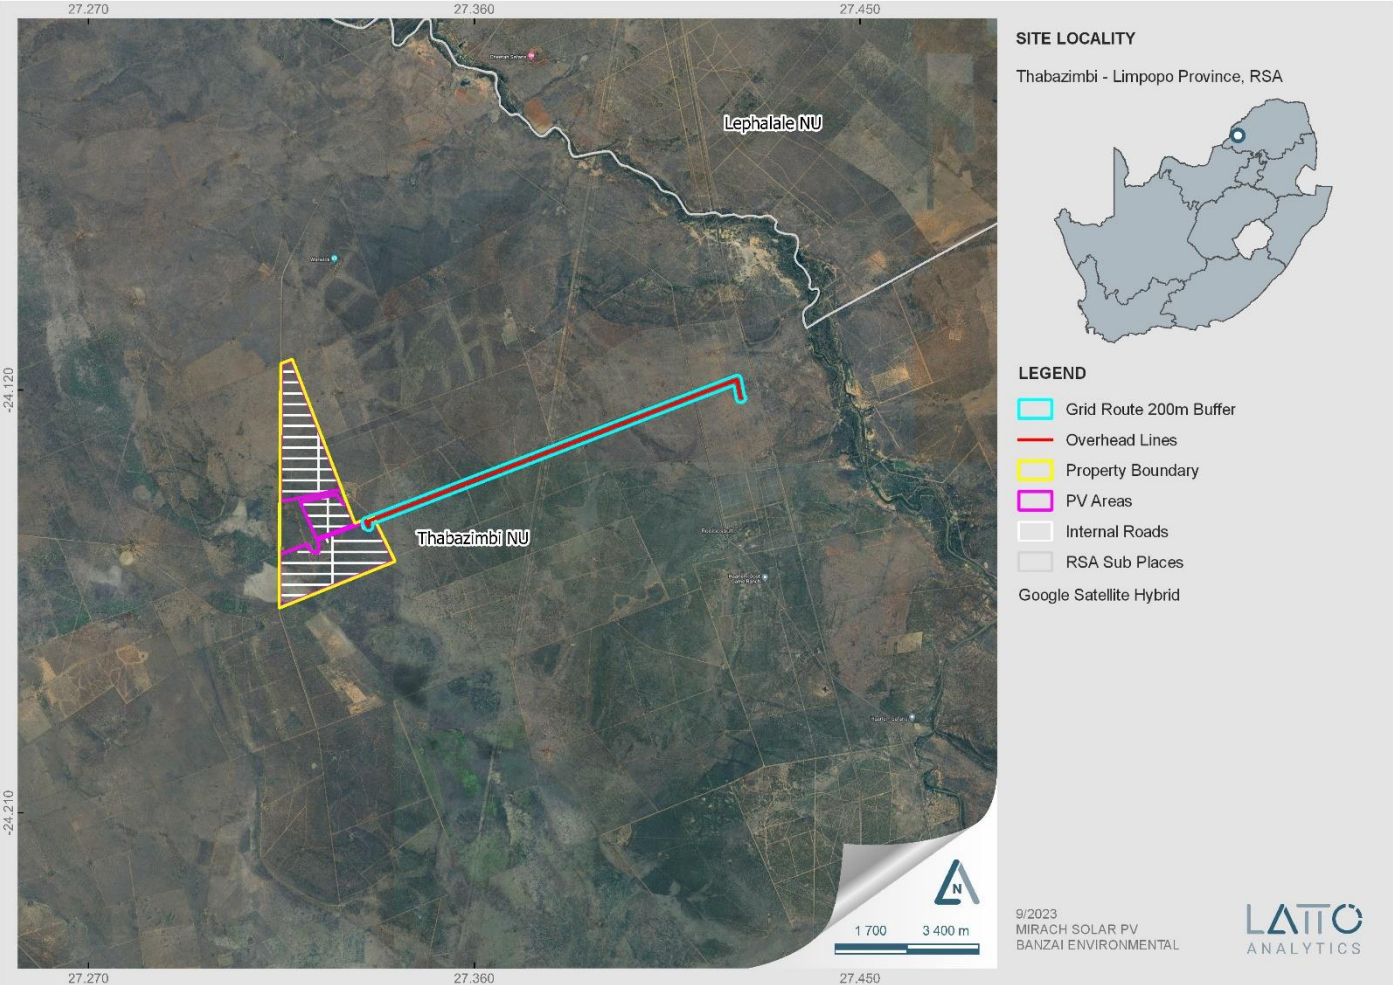 27.270
27.360
27.450
SITE LOCALITY
Thabazimbi - Limpopo Province, RSA
Lephalale NU
-24.120
Thabazimbi NU
LEGEND
Grid Route 200m Buffer
Overhead Lines
Property Boundary
PV Areas
Internal Roads
RSA Sub Places
Google Satellite Hybrid
-24.210
N
1 700
3 400 m
9/2023
MIRACH SOLAR PV
BANZAI ENVIRONMENTAL
LATTO
ANALYTICS
27.270
27.360
27.450